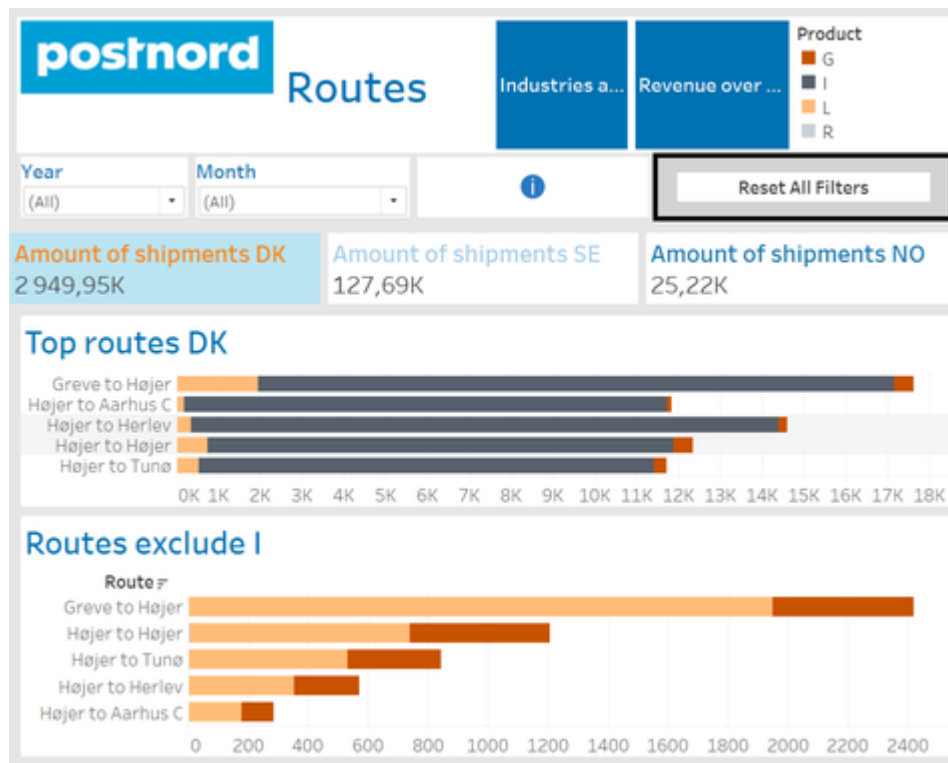 postnord
Routes
Industries a...
Revenue over ...
Product
G
I
L
R
Year
(All)
Month
(All)
i
Reset All Filters
Amount of shipments DK
2 949,95K
Amount of shipments SE
127,69K
Amount of shipments NO
25,22K
Top routes DK
Greve to Højer
Højer to Aarhus C
Højer to Herlev
Højer to Højer
Højer to Tunø
0K 1K 2K 3K 4K 5K 6K 7K 8K 9K 10K 11K 12K 13K 14K 15K 16K 17K 18K
Routes exclude I
Route
Greve to Højer
Højer to Højer
Højer to Tunø
Højer to Herlev
Højer to Aarhus C
0 200 400 600 800 1000 1200 1400 1600 1800 2000 2200 2400